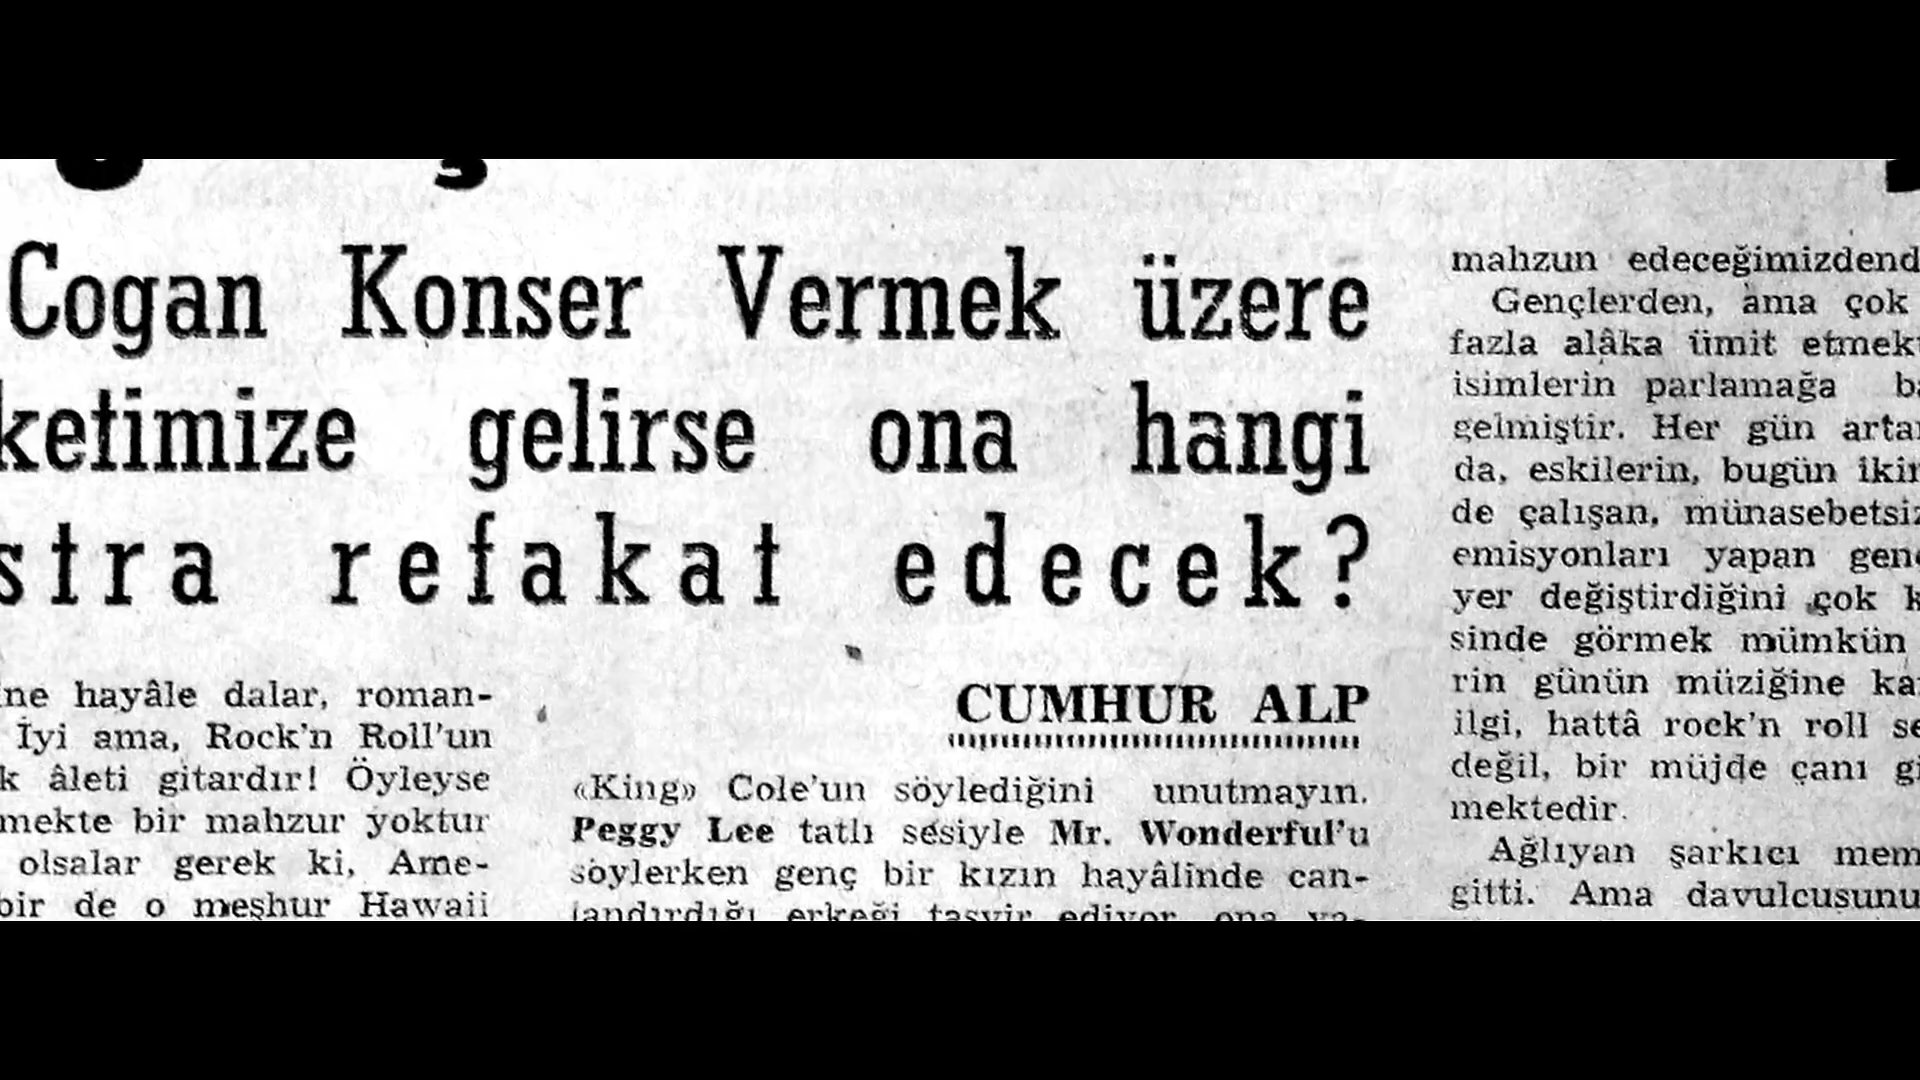 Cogan Konser Vermek üzere
ketimize gelirse ona hangi
stra refakat edecek?
CUMHUR ALP
ne hayâle dalar, roman-
İyi ama, Rock'n Roll'un
k âleti gitardır! Öyleyse
mekte bir mahzur yoktur
olsalar gerek ki, Ame-
bir de o meşhur Hawaii
«King» Cole'un söylediğini unutmayın.
Peggy Lee tatlı sesiyle Mr. Wonderful'u
söylerken genç bir kızın hayâlinde can-
landırdığı erkeği tasvir ediyor, ona ya-
mahzun edeceğimizdend
Gençlerden, ama çok
fazla alâka ümit etmekt
isimlerin parlamağa ba
gelmiştir. Her gün artan
da, eskilerin, bugün ikin
de çalışan, münasebetsiz
emisyonları yapan genç
yer değiştirdiğini çok k
sinde görmek mümkün
rin günün müziğine ka
ilgi, hattâ rock'n roll se
değil, bir müjde çanı gi
mektedir.
Ağlıyan şarkıcı mem
gitti. Ama davulcusunu